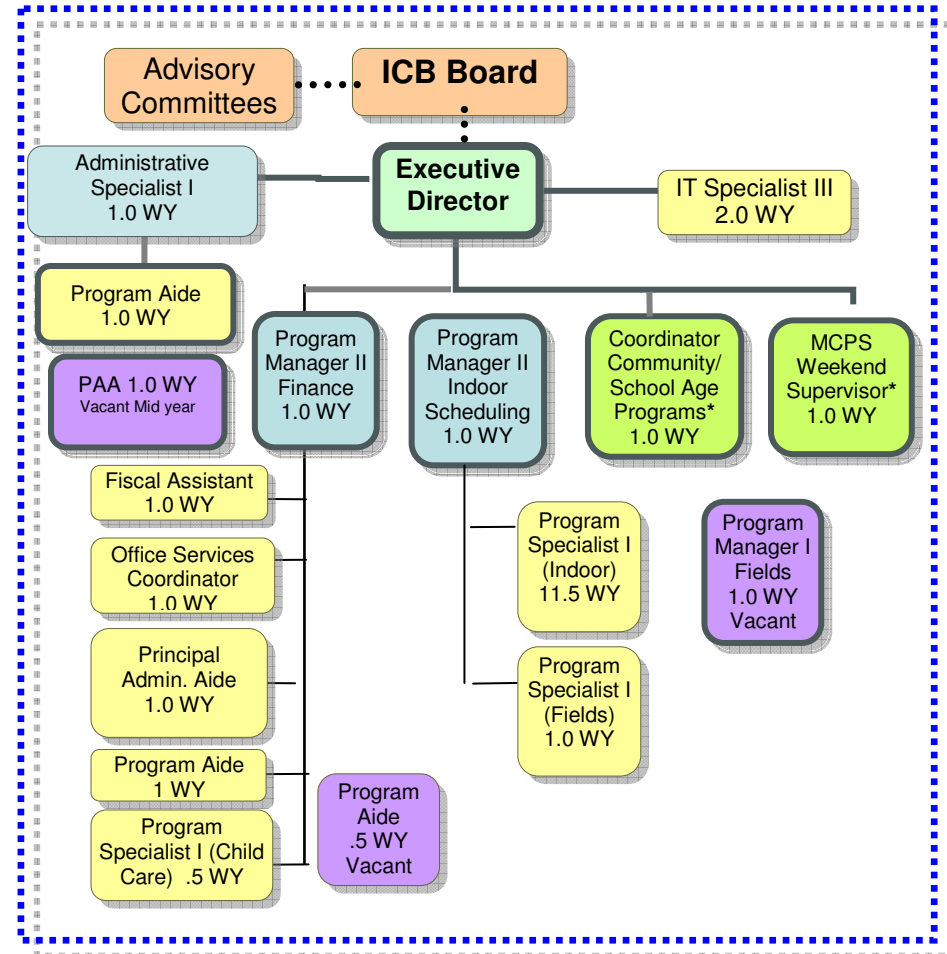 Advisory
Committees
ICB Board
Administrative
Specialist I
1.0 WY
Executive
Director
IT Specialist III
2.0 WY
Program Aide
1.0 WY
PAA 1.0 WY
Vacant Mid year
Program
Manager II
Finance
1.0 WY
Program
Manager II
Indoor
Scheduling
1.0 WY
Coordinator
Community/
School Age
Programs*
1.0 WY
MCPS
Weekend
Supervisor*
1.0 WY
Fiscal Assistant
1.0 WY
Office Services
Coordinator
1.0 WY
Principal
Admin. Aide
1.0 WY
Program Aide
1 WY
Program
Specialist I (Child
Care) .5 WY
Program
Aide
.5 WY
Vacant
Program
Specialist I
(Indoor)
11.5 WY
Program
Specialist I
(Fields)
1.0 WY
Program
Manager I
Fields
1.0 WY
Vacant